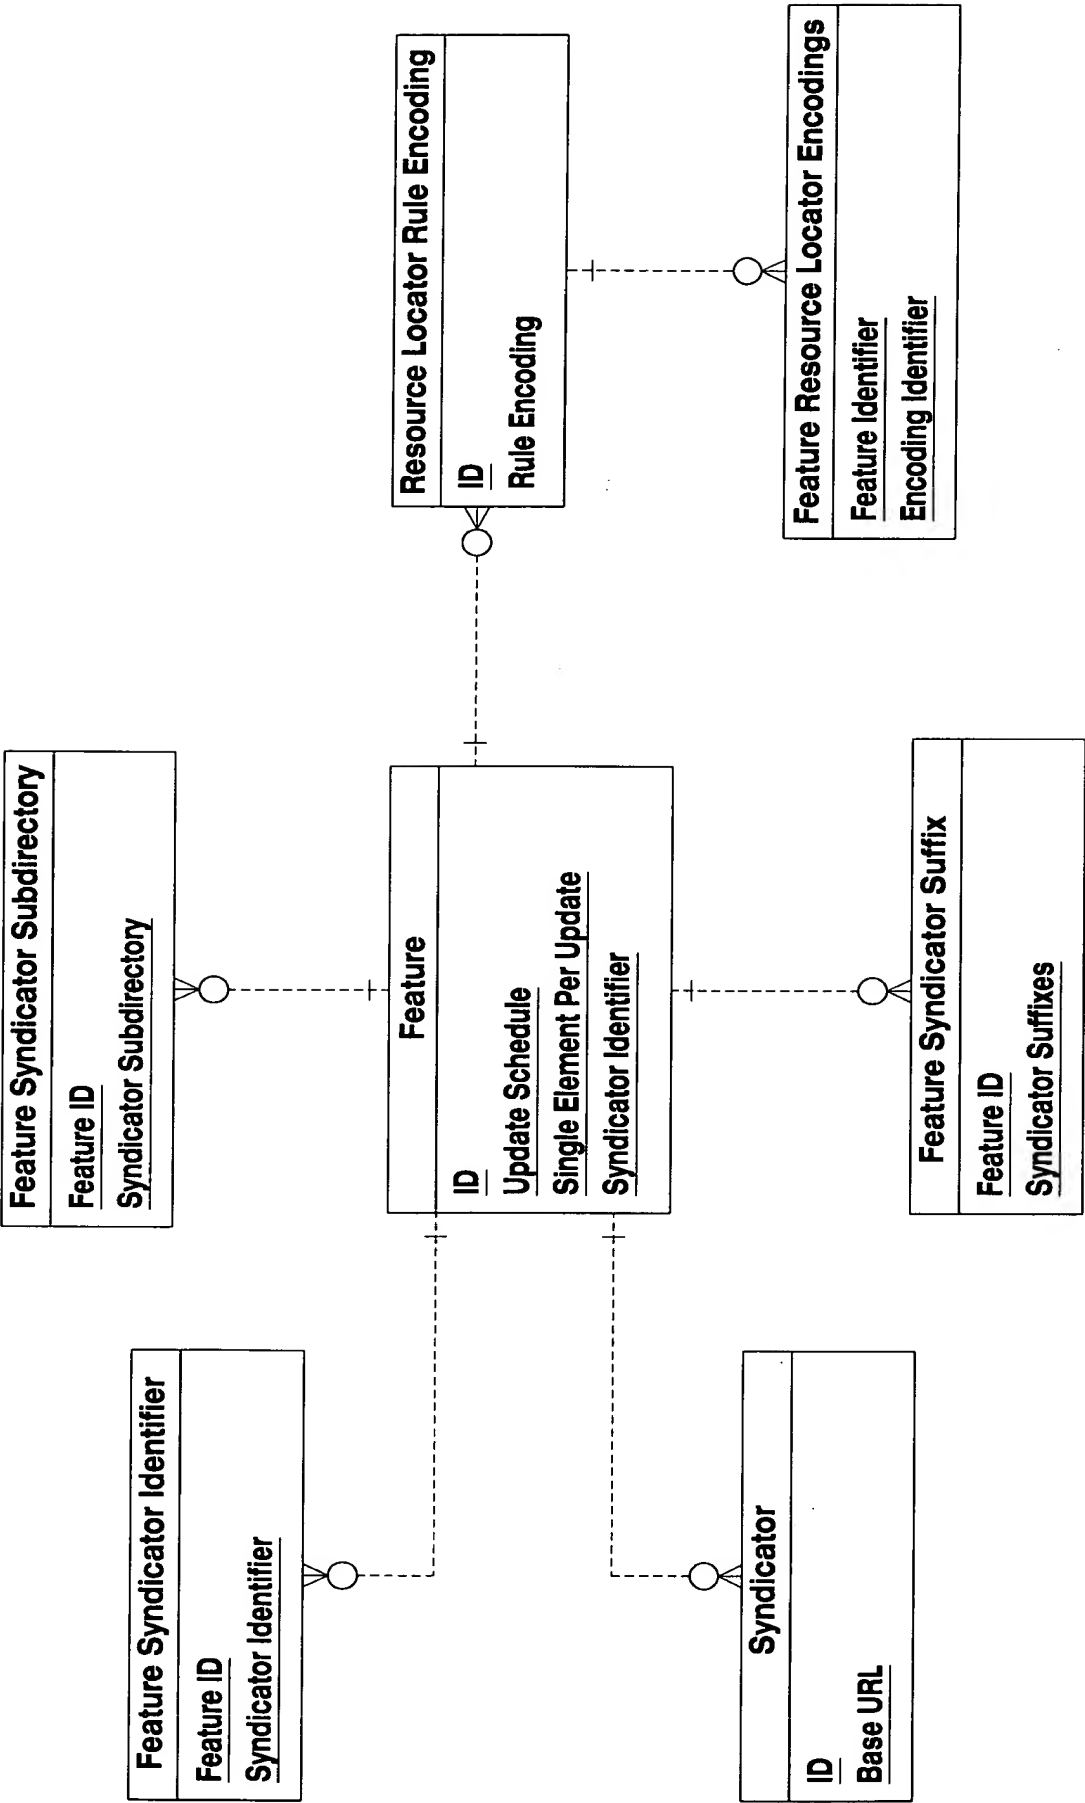 Feature Syndicator Identifier
Feature ID
Syndicator Identifier
Feature Syndicator Subdirectory
Feature ID
Syndicator Subdirectory
Resource Locator Rule Encoding
ID
Rule Encoding
Feature
ID
Update Schedule
Single Element Per Update
Syndicator Identifier
Syndicator
ID
Base URL
Feature Syndicator Suffix
Feature ID
Syndicator Suffixes
Feature Resource Locator Encodings
Feature Identifier
Encoding Identifier